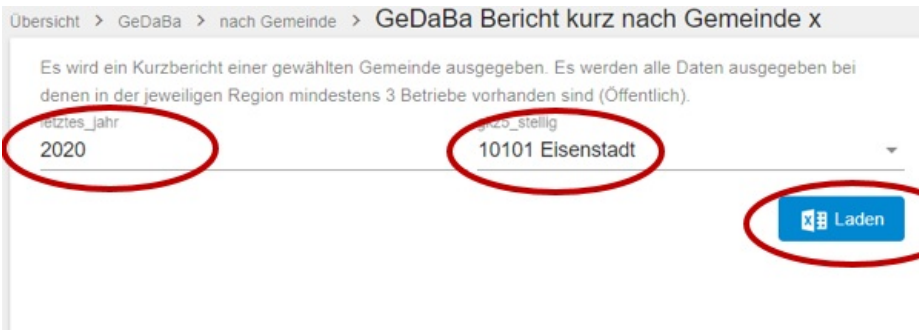 Übersicht > GeDaBa > nach Gemeinde > GeDaBa Bericht kurz nach Gemeinde x
Es wird ein Kurzbericht einer gewählten Gemeinde ausgegeben. Es werden alle Daten ausgegeben bei
denen in der jeweiligen Region mindestens 3 Betriebe vorhanden sind (Öffentlich).
letztes_jahr
2020
gkz5_stellig
10101 Eisenstadt
Laden